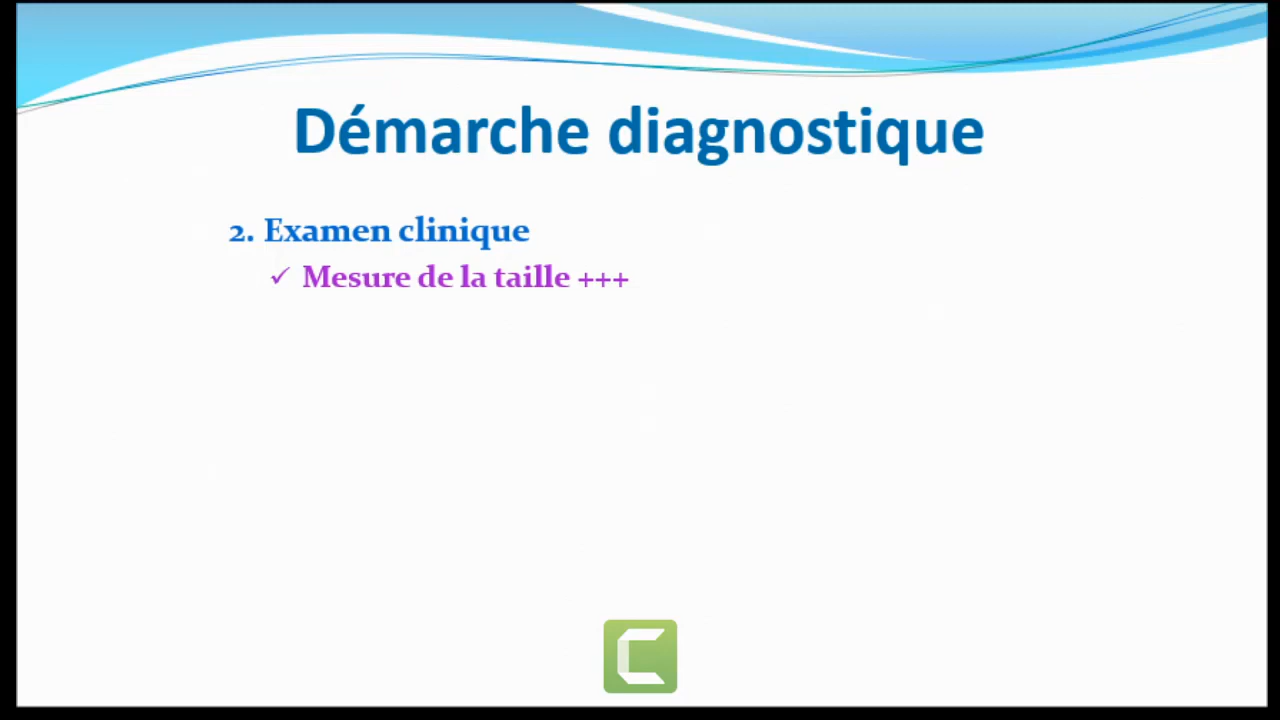 Démarche diagnostique
2. Examen clinique
✓ Mesure de la taille +++